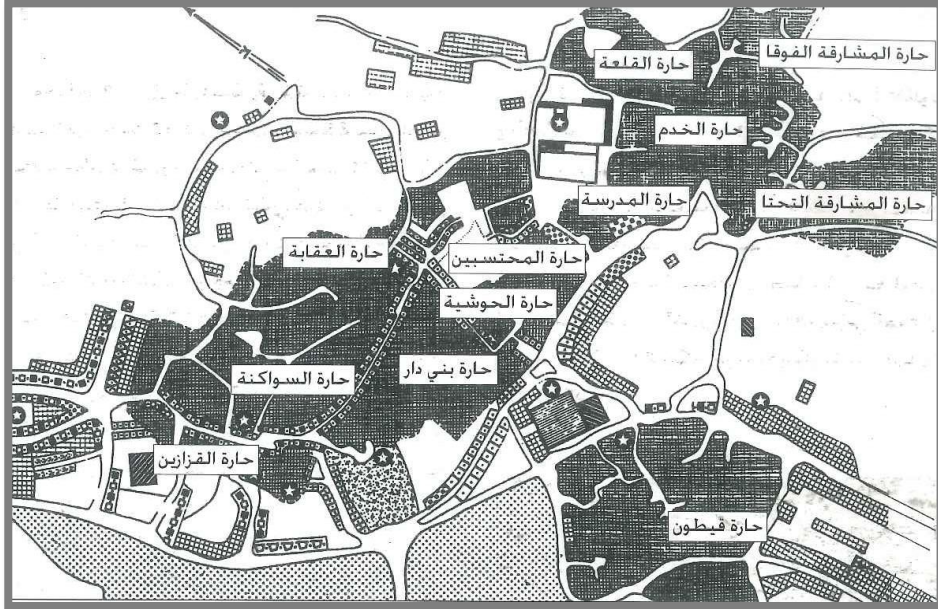 حارة المشارقة الفوقا
حارة القلعة
حارة الخدم
حارة المدرسة
حارة المشارقة التحتا
حارة العقابة
حارة المحتسبين
حارة الحوشية
حارة بني دار
حارة السواكنة
حارة القزازين
حارة قيطون